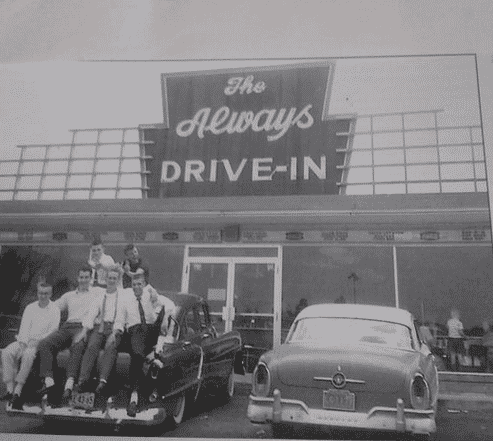 The
Always
DRIVE-IN